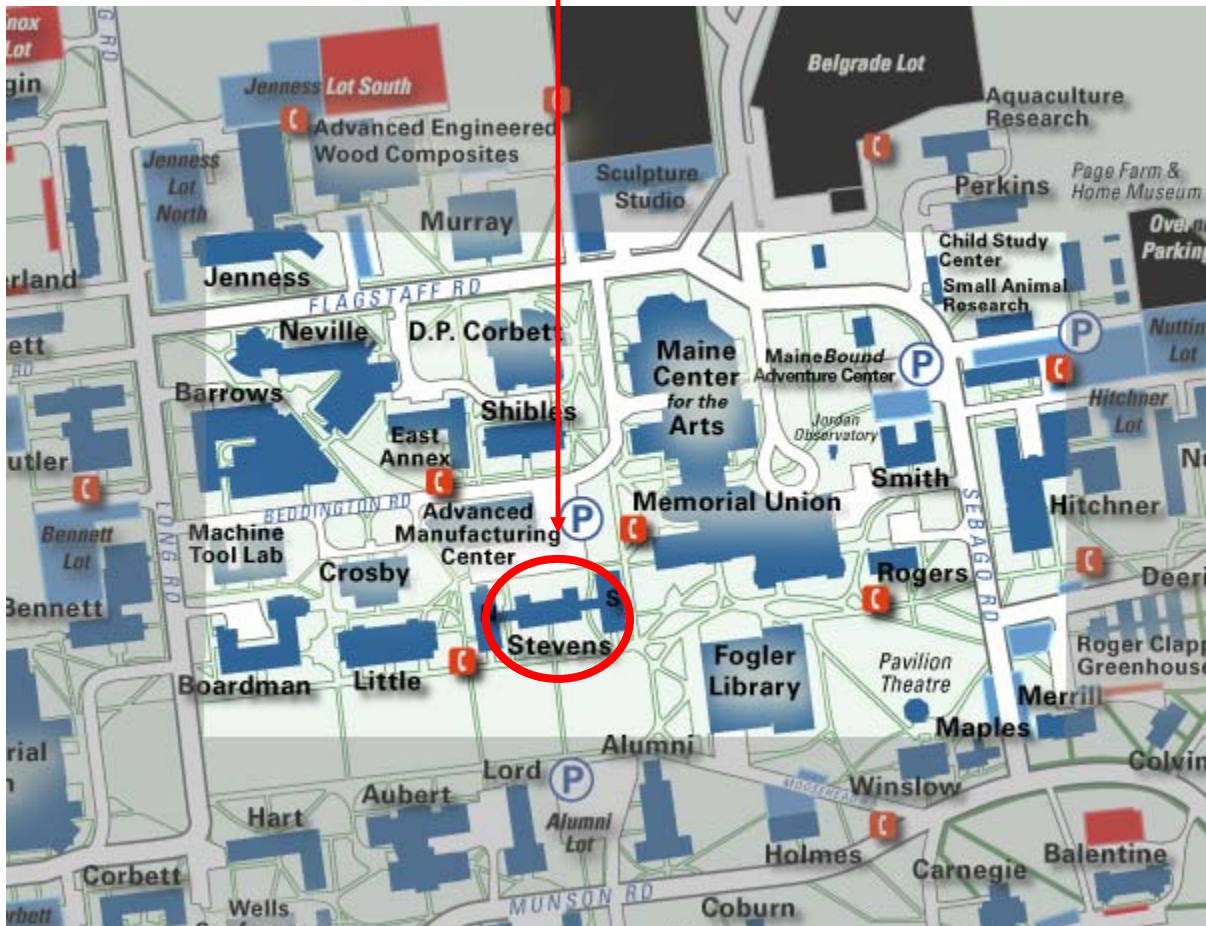 Lot
G RD
gin
Jenness Lot South
Belgrade Lot
Aquaculture
Research
Advanced Engineered
Wood Composites
Jenness
Lot
North
Sculpture
Studio
Page Farm &
Home Museum
Perkins
Murray
Parking
Child Study
Center
erland
Jenness
Small Animal
Research
FLAGSTAFF RD
Neville
D.P. Corbett
P
ett
RD
Maine
Center
for the
Arts
MaineBound
Adventure Center
P
Lot
Barrows
Shibles
Hitchner
Lot
Jordan
Observatory
East
Annex
utler
Smith
BEDDINGTON RD
Memorial Union
Hitchner
Advanced
Manufacturing
Center
P
Bennett
Lot
LONG RD
Machine
Tool Lab
SEBAGO RD
Crosby
Rogers
Deeri
Bennett
N
S
Stevens
Roger Clapp
Greenhouse
Fogler
Library
Pavilion
Theatre
Boardman
Little
Merrill
Maples
Alumni
Colvin
rial
n
Lord
P
Winslow
Aubert
Hart
Alumni
Lot
Holmes
Balentine
Carnegie
Corbett
MUNSON RD
Coburn
Wells
rbett